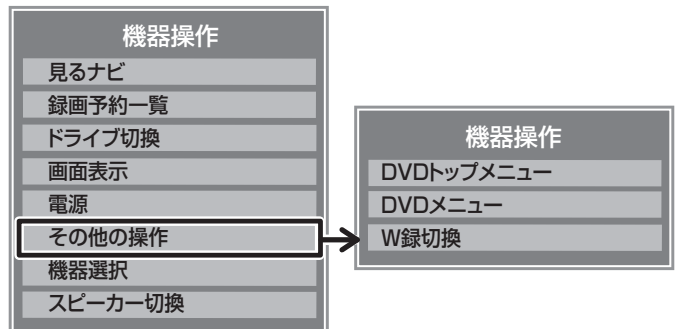 機器操作
見るナビ
録画予約一覧
ドライブ切換
画面表示
電源
その他の操作
機器選択
スピーカー切換
機器操作
DVDトップメニュー
DVDメニュー
W録切換